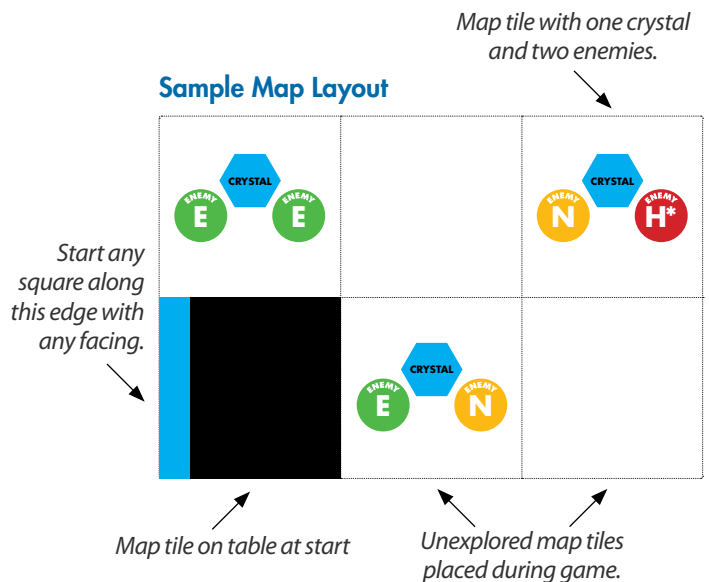 Map tile with one crystal
and two enemies.
Sample Map Layout
CRYSTAL
ENEMY
E
ENEMY
E
CRYSTAL
ENEMY
N
ENEMY
H*
Start any
square along
this edge with
any facing.
CRYSTAL
ENEMY
E
ENEMY
N
Map tile on table at start
Unexplored map tiles
placed during game.